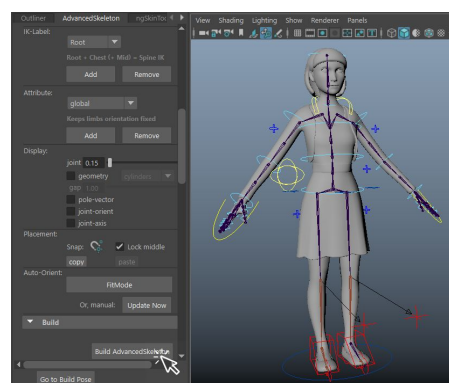 Outliner AdvancedSkeleton ngSkinToo
View Shading Lighting Show Renderer Panels
IK-Label:
Root
Root + Chest (+ Mid) = Spine IK
Add Remove
Attribute:
global
Keeps limbs orientation fixed
Add Remove
Display:
joint 0.15
geometry cylinders
gap 1.00
pole-vector
joint-orient
joint-axis
Placement:
Snap: Lock middle
copy paste
Auto-Orient:
FitMode
Or, manual: Update Now
Build
Build AdvancedSkeleton
Go to Build Pose